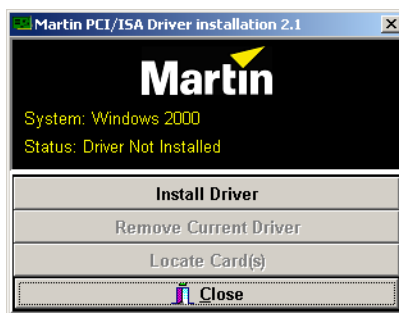 Martin PCI/ISA Driver installation 2.1
Martin
System: Windows 2000
Status: Driver Not Installed
Install Driver
Remove Current Driver
Locate Card(s)
Close